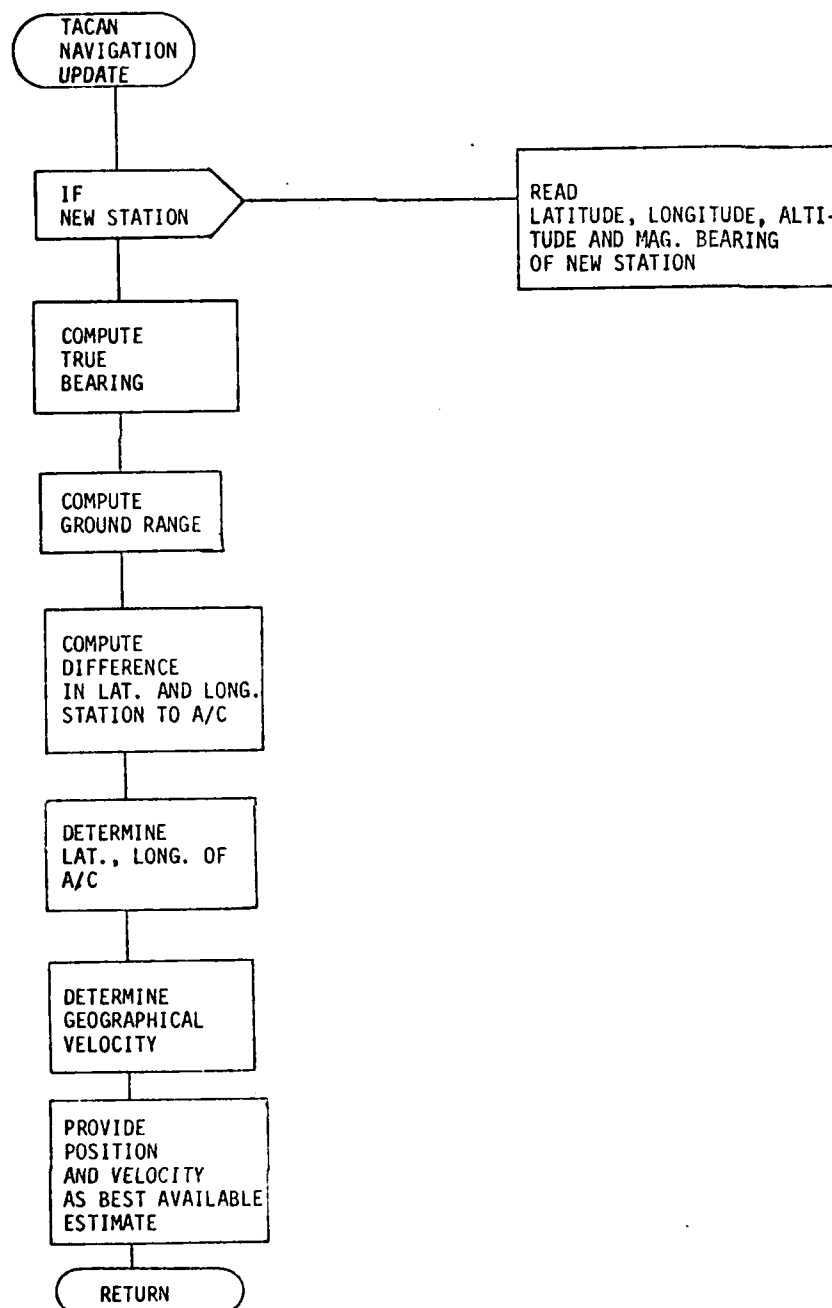 TACAN
NAVIGATION
UPDATE
IF
NEW STATION
READ
LATITUDE, LONGITUDE, ALTI-
TUDE AND MAG. BEARING
OF NEW STATION
COMPUTE
TRUE
BEARING
COMPUTE
GROUND RANGE
COMPUTE
DIFFERENCE
IN LAT. AND LONG.
STATION TO A/C
DETERMINE
LAT., LONG. OF
A/C
DETERMINE
GEOGRAPHICAL
VELOCITY
PROVIDE
POSITION
AND VELOCITY
AS BEST AVAILABLE
ESTIMATE
RETURN